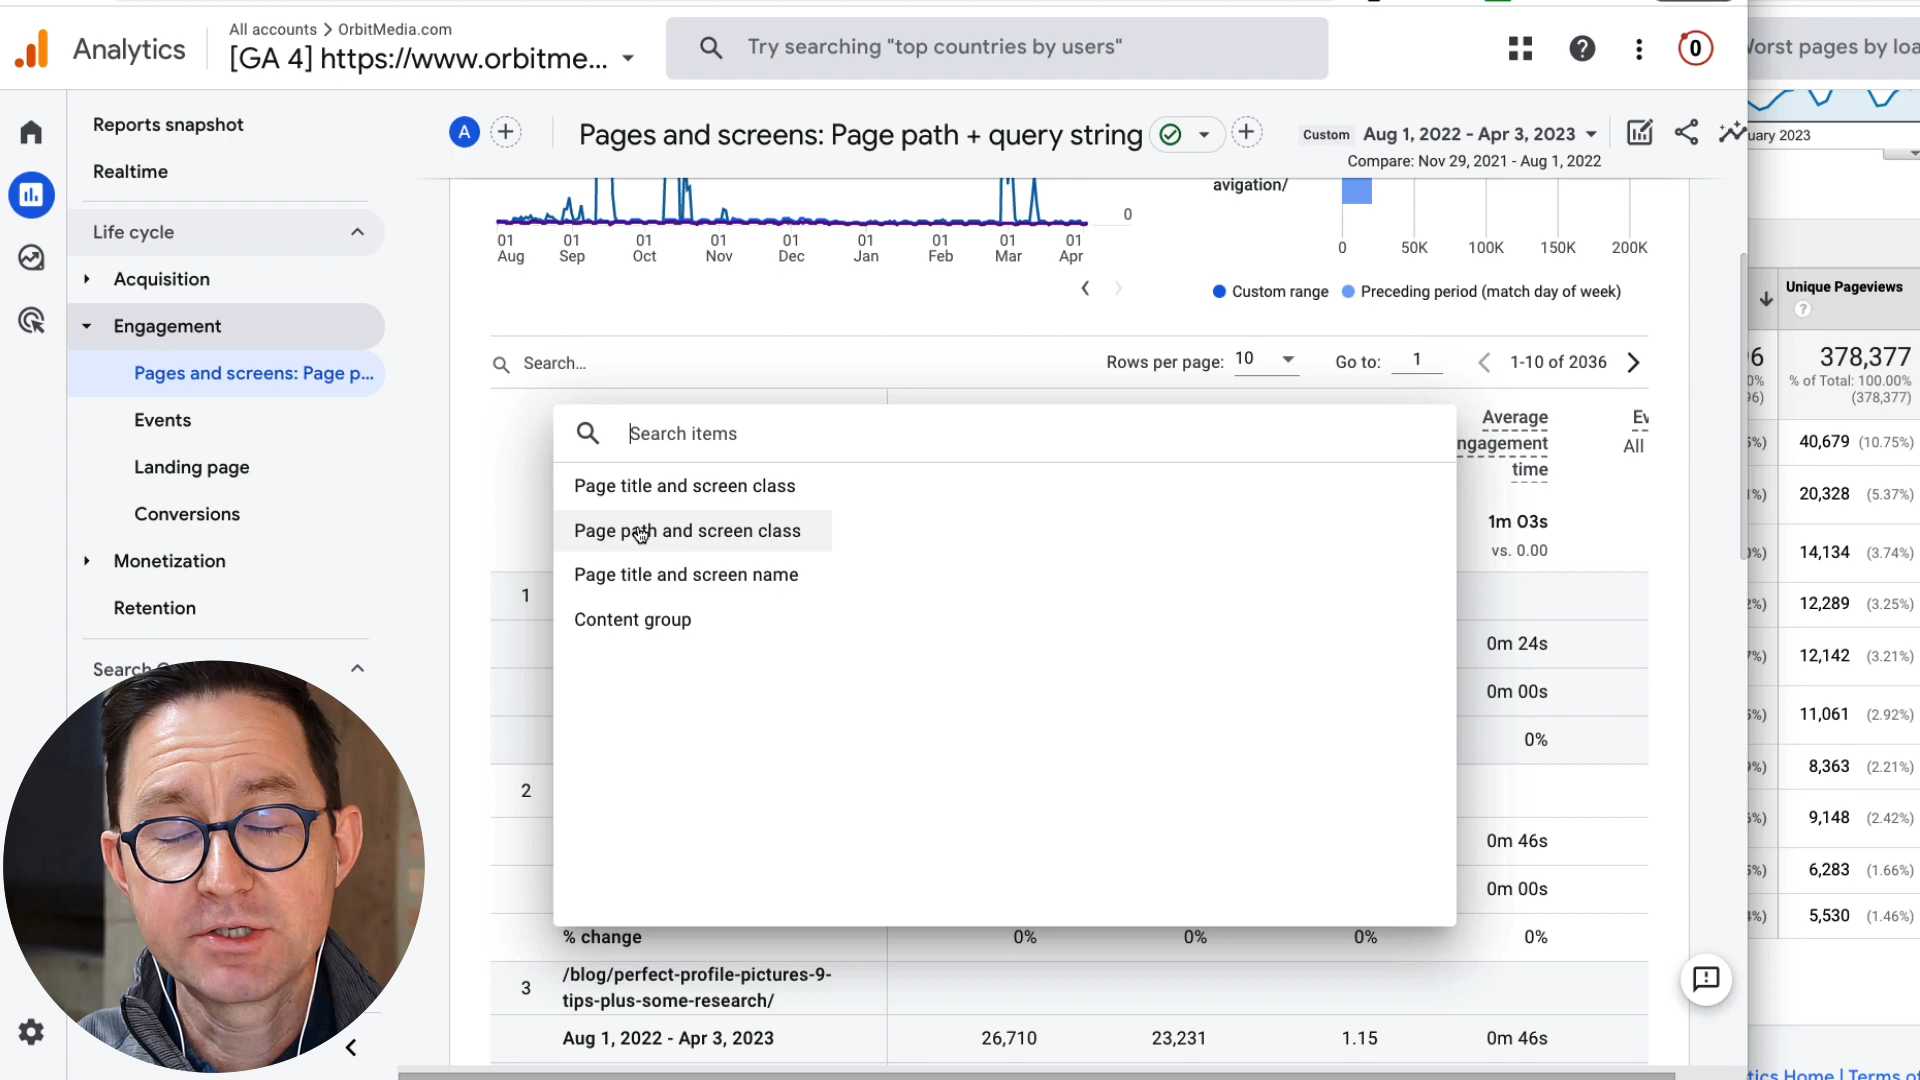 All accounts > OrbitMedia.com
Analytics
[GA 4] https://www.orbitme...
Try searching "top countries by users"
0
Reports snapshot
Realtime
Life cycle
Acquisition
Engagement
Pages and screens: Page p...
Events
Landing page
Conversions
Monetization
Retention
Search
A
Pages and screens: Page path + query string
Custom Aug 1, 2022 - Apr 3, 2023
Compare: Nov 29, 2021 - Aug 1, 2022
0
01 01 01 01 01 01 01 01 01
Aug Sep Oct Nov Dec Jan Feb Mar Apr
avigation/
0 50K 100K 150K 200K
Custom range Preceding period (match day of week)
Search...
Rows per page: 10
Go to: 1
1-10 of 2036
Search items
Page title and screen class
Page path and screen class
Page title and screen name
Content group
Average
ngagement
time
Ev
All
1m 03s
vs. 0.00
1
0m 24s
0m 00s
0%
2
0m 46s
0m 00s
% change 0% 0% 0% 0%
3
/blog/perfect-profile-pictures-9-
tips-plus-some-research/
Aug 1, 2022 - Apr 3, 2023 26,710 23,231 1.15 0m 46s
orst pages by loa
uary 2023
Unique Pageviews
6 378,377
0% % of Total: 100.00%
96) (378,377)
%) 40,679 (10.75%)
%) 20,328 (5.37%)
%) 14,134 (3.74%)
2%) 12,289 (3.25%)
7%) 12,142 (3.21%)
%) 11,061 (2.92%)
9%) 8,363 (2.21%)
%) 9,148 (2.42%)
%) 6,283 (1.66%)
4%) 5,530 (1.46%)
tics Home | Terms of